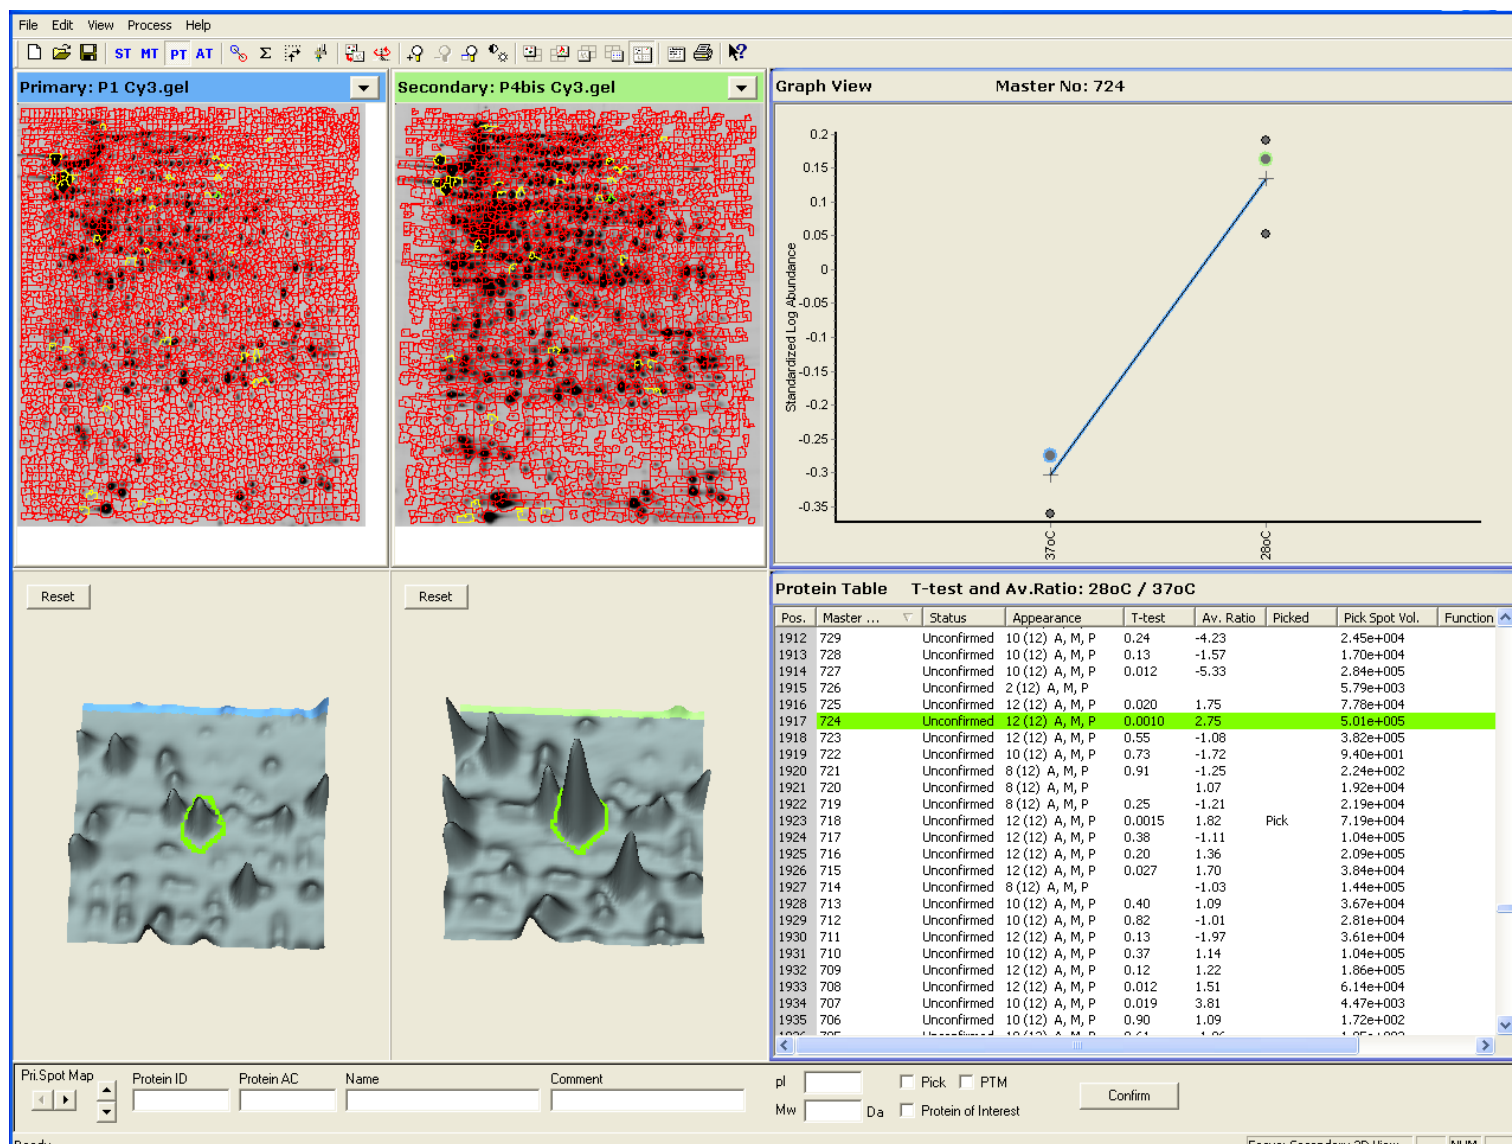 File Edit View Process Help
ST MT PT AT Σ
Primary: P1 Cy3.gel
Secondary: P4bis Cy3.gel
Graph View Master No: 724
0.2
0.15
0.1
0.05
0
-0.05
-0.1
-0.15
-0.2
-0.25
-0.3
-0.35
Standardized Log Abundance
37oC
28oC
Reset
Reset
Protein Table T-test and Av.Ratio: 28oC / 37oC
Pos. Master ... Status Appearance T-test Av. Ratio Picked Pick Spot Vol. Function
1912 729 Unconfirmed 10 (12) A, M, P 0.24 -4.23 2.45e+004
1913 728 Unconfirmed 10 (12) A, M, P 0.13 -1.57 1.70e+004
1914 727 Unconfirmed 10 (12) A, M, P 0.012 -5.33 2.84e+005
1915 726 Unconfirmed 2 (12) A, M, P 5.79e+003
1916 725 Unconfirmed 12 (12) A, M, P 0.020 1.75 7.78e+004
1917 724 Unconfirmed 12 (12) A, M, P 0.0010 2.75 5.01e+005
1918 723 Unconfirmed 12 (12) A, M, P 0.55 -1.08 3.82e+005
1919 722 Unconfirmed 10 (12) A, M, P 0.73 -1.72 9.40e+001
1920 721 Unconfirmed 8 (12) A, M, P 0.91 -1.25 2.24e+002
1921 720 Unconfirmed 8 (12) A, M, P 1.07 1.92e+004
1922 719 Unconfirmed 8 (12) A, M, P 0.25 -1.21 2.19e+004
1923 718 Unconfirmed 12 (12) A, M, P 0.0015 1.82 Pick 7.19e+004
1924 717 Unconfirmed 12 (12) A, M, P 0.38 -1.11 1.04e+005
1925 716 Unconfirmed 12 (12) A, M, P 0.20 1.36 2.09e+005
1926 715 Unconfirmed 12 (12) A, M, P 0.027 1.70 3.84e+004
1927 714 Unconfirmed 8 (12) A, M, P -1.03 1.44e+005
1928 713 Unconfirmed 10 (12) A, M, P 0.40 1.09 3.67e+004
1929 712 Unconfirmed 10 (12) A, M, P 0.82 -1.01 2.81e+004
1930 711 Unconfirmed 12 (12) A, M, P 0.13 -1.97 3.61e+004
1931 710 Unconfirmed 10 (12) A, M, P 0.37 1.14 1.04e+005
1932 709 Unconfirmed 12 (12) A, M, P 0.12 1.22 1.86e+005
1933 708 Unconfirmed 12 (12) A, M, P 0.012 1.51 6.14e+004
1934 707 Unconfirmed 10 (12) A, M, P 0.019 3.81 4.47e+003
1935 706 Unconfirmed 10 (12) A, M, P 0.90 1.09 1.72e+002
Pri.Spot Map Protein ID Protein AC Name Comment
pI Pick PTM
Confirm
Mw Da Protein of Interest